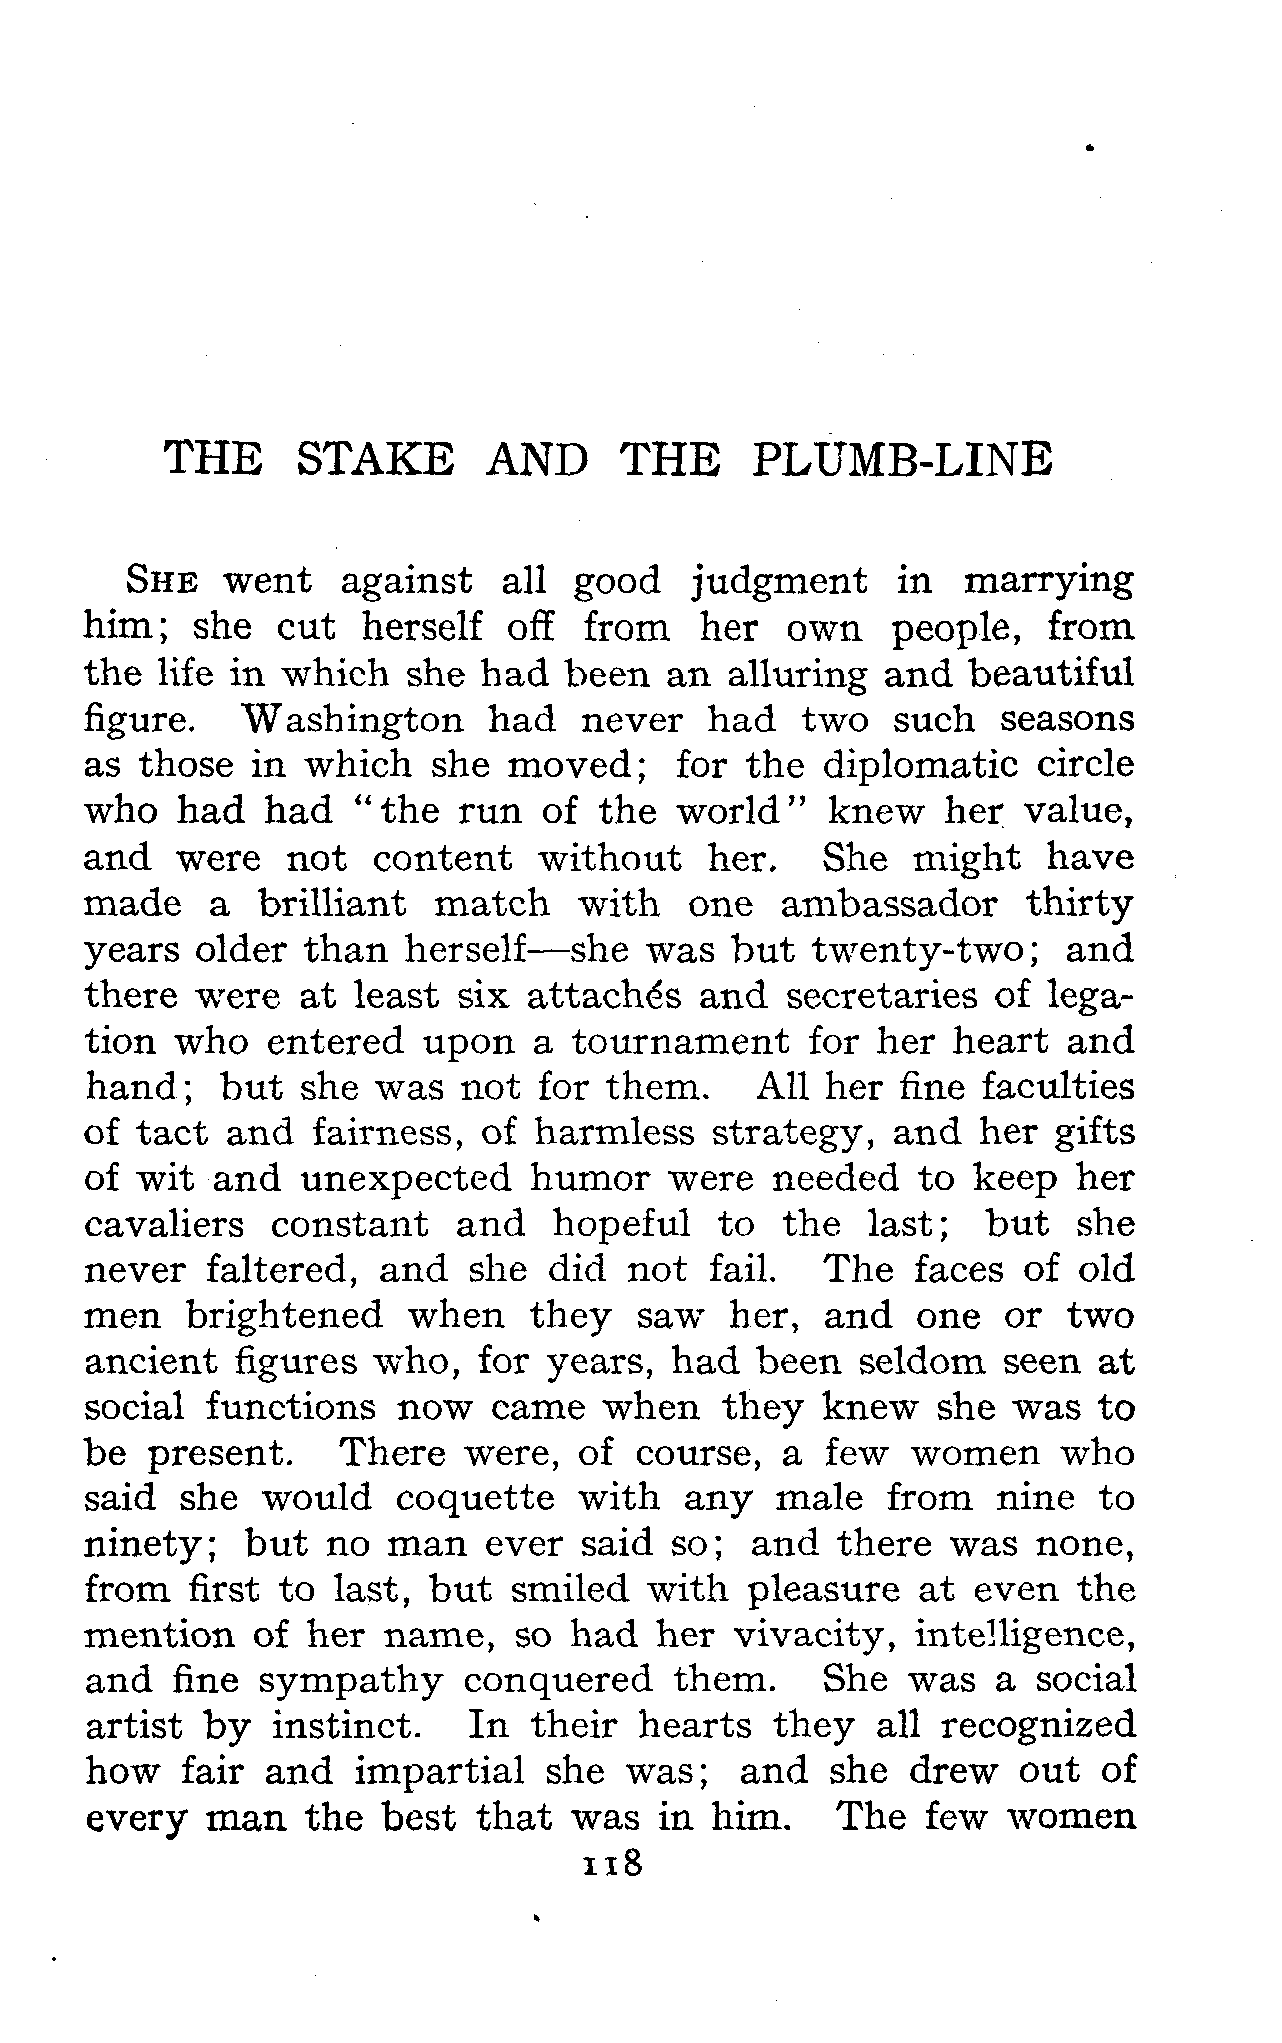 THE STAKE AND THE PLUMB-LINE
SHE went against all good judgment in marrying
him; she cut herself off from her own people, from
the life in which she had been an alluring and beautiful
figure. Washington had never had two such seasons
as those in which she moved; for the diplomatic circle
who had had "the run of the world" knew her value,
and were not content without her. She might have
made a brilliant match with one ambassador thirty
years older than herself—she was but twenty-two; and
there were at least six attachés and secretaries of lega-
tion who entered upon a tournament for her heart and
hand; but she was not for them. All her fine faculties
of tact and fairness, of harmless strategy, and her gifts
of wit and unexpected humor were needed to keep her
cavaliers constant and hopeful to the last; but she
never faltered, and she did not fail. The faces of old
men brightened when they saw her, and one or two
ancient figures who, for years, had been seldom seen at
social functions now came when they knew she was to
be present. There were, of course, a few women who
said she would coquette with any male from nine to
ninety; but no man ever said so; and there was none,
from first to last, but smiled with pleasure at even the
mention of her name, so had her vivacity, intelligence,
and fine sympathy conquered them. She was a social
artist by instinct. In their hearts they all recognized
how fair and impartial she was; and she drew out of
every man the best that was in him. The few women
118